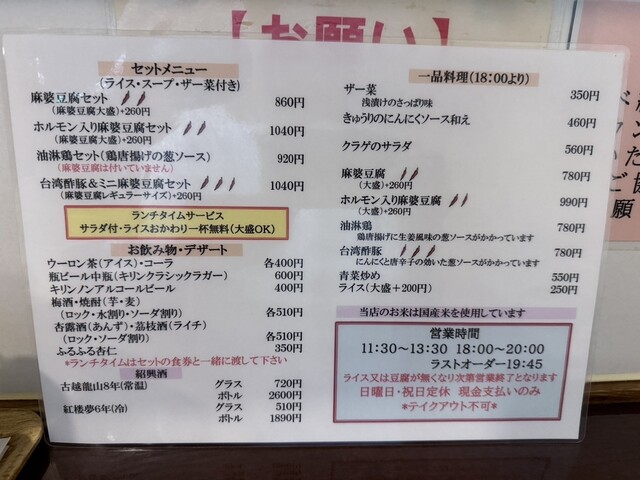 【お願い】
セットメニュー
(ライス・スープ・ザー菜付き)
麻婆豆腐セット 860円
(麻婆豆腐大盛)+260円
ホルモン入り麻婆豆腐セット 1040円
(麻婆豆腐大盛)+260円
油淋鶏セット(鶏唐揚げの葱ソース) 920円
(麻婆豆腐は付いていません)
台湾酢豚&ミニ麻婆豆腐セット 1040円
(麻婆豆腐レギュラーサイズ)+260円
ランチタイムサービス
サラダ付・ライスおかわり一杯無料(大盛OK)
お飲み物・デザート
ウーロン茶(アイス)・コーラ 各400円
瓶ビール中瓶(キリンクラシックラガー) 600円
キリンノンアルコールビール 400円
梅酒・焼酎(芋・麦)
(ロック・水割り・ソーダ割り) 各510円
杏露酒(あんず)・茘枝酒(ライチ)
(ロック・ソーダ割り) 各510円
ふるふる杏仁 350円
*ランチタイムはセットの食券と一緒に渡して下さい
紹興酒
古越龍山8年(常温) グラス 720円
ボトル 2600円
紅楼夢6年(冷) グラス 510円
ボトル 1890円
一品料理(18:00より)
ザー菜 350円
浅漬けのさっぱり味
きゅうりのにんにくソース和え 460円
クラゲのサラダ 560円
麻婆豆腐 780円
(大盛)+260円
ホルモン入り麻婆豆腐 990円
(大盛)+260円
油淋鶏 780円
鶏唐揚げに生姜風味の葱ソースがかかっています
台湾酢豚 780円
にんにくと唐辛子の効いた葱ソースがかかっています
青菜炒め 550円
ライス(大盛+200円) 250円
当店のお米は国産米を使用しています
営業時間
11:30~13:30 18:00~20:00
ラストオーダー19:45
ライス又は豆腐が無くなり次第営業終了となります
日曜日・祝日定休 現金支払いのみ
*テイクアウト不可*